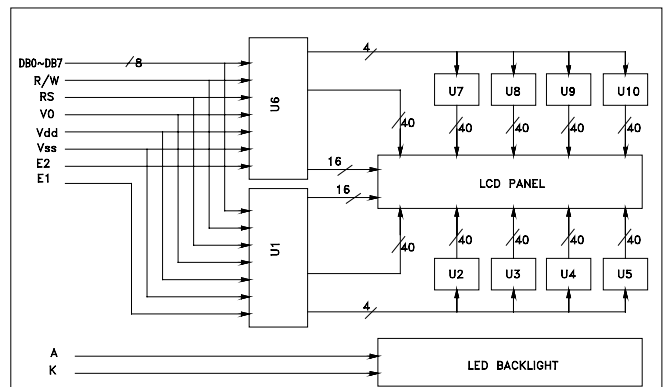 4
DB0~DB7 8
R/W
RS
V0
Vdd
Vss
E2
E1
U6
U7 U8 U9 U10
40 40 40 40 40
16
16
LCD PANEL
U1
40 40 40 40 40
U2 U3 U4 U5
4
A
K
LED BACKLIGHT